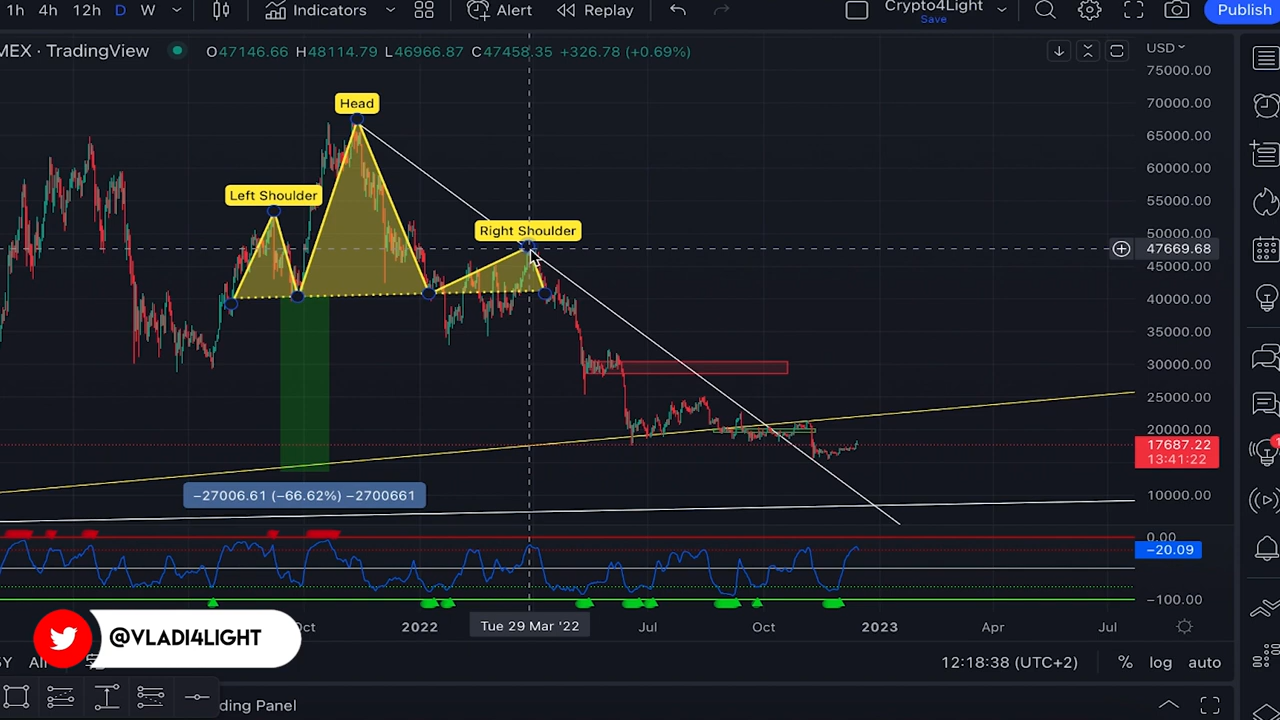 1h 4h 12h D W Indicators Alert Replay Crypto4Light Save Publish
MEX · TradingView O47146.66 H48114.79 L46966.87 C47458.35 +326.78 (+0.69%) USD
75000.00
70000.00
Head
65000.00
60000.00
Left Shoulder
55000.00
Right Shoulder
50000.00
47669.68
45000.00
40000.00
35000.00
30000.00
25000.00
20000.00
17687.22
13:41:22
−27006.61 (−66.62%) −2700661
10000.00
0.00
−20.09
−100.00
Oct 2022 Tue 29 Mar '22 Jul Oct 2023 Apr Jul
@VLADI4LIGHT
5Y All 12:18:38 (UTC+2) % log auto
ding Panel